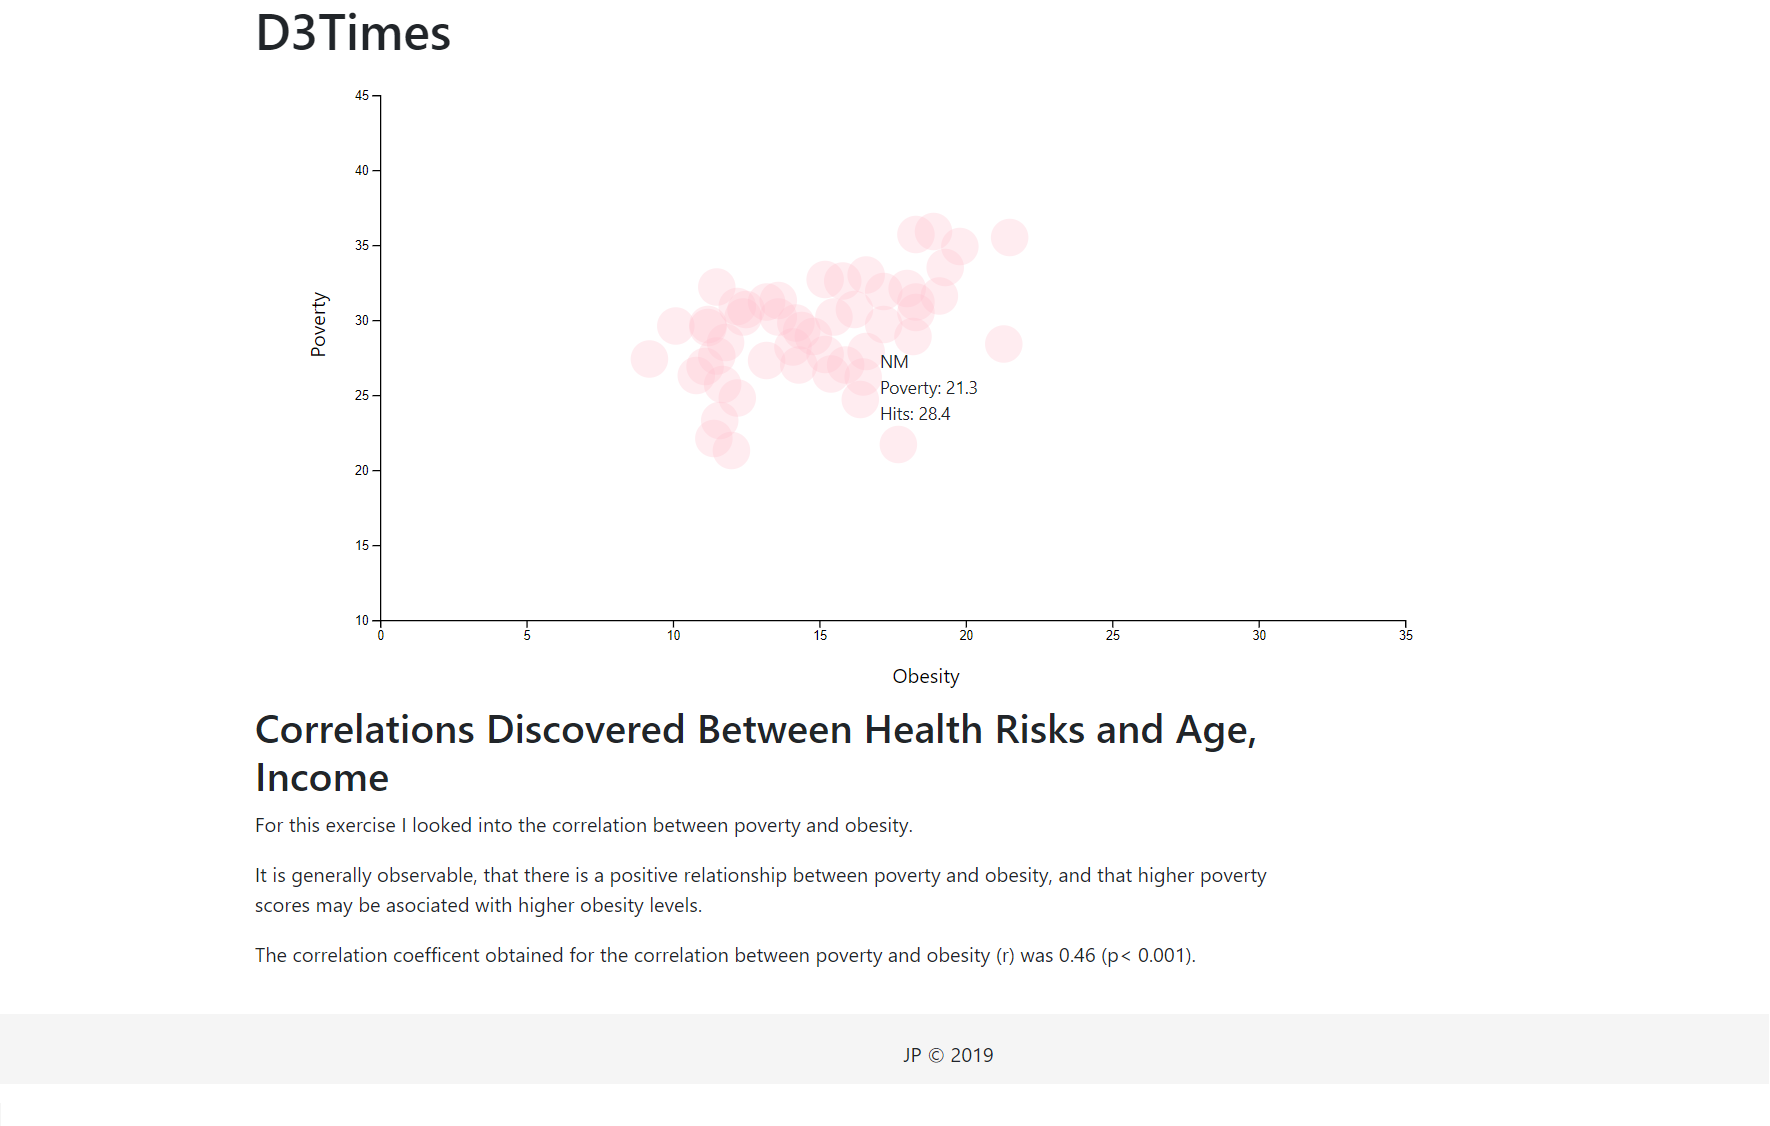 D3Times
45
40
35
30
25
20
15
10
Poverty
NM
Poverty: 21.3
Hits: 28.4
0 5 10 15 20 25 30 35
Obesity
Correlations Discovered Between Health Risks and Age,
Income
For this exercise I looked into the correlation between poverty and obesity.
It is generally observable, that there is a positive relationship between poverty and obesity, and that higher poverty
scores may be asociated with higher obesity levels.
The correlation coefficent obtained for the correlation between poverty and obesity (r) was 0.46 (p< 0.001).
JP © 2019